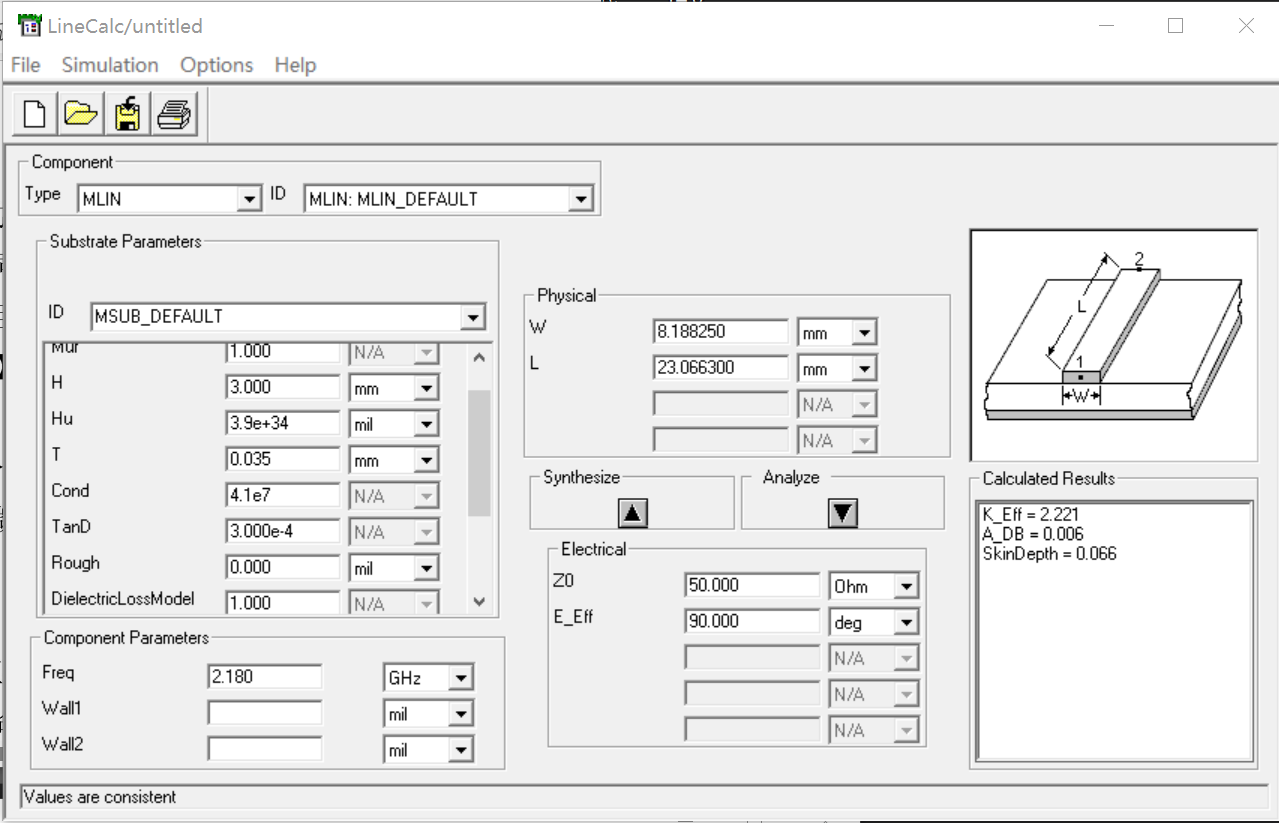 LineCalc/untitled
File Simulation Options Help
Component
Type MLIN ID MLIN: MLIN_DEFAULT
Substrate Parameters
ID MSUB_DEFAULT
Mur 1.000 N/A
H 3.000 mm
Hu 3.9e+34 mil
T 0.035 mm
Cond 4.1e7 N/A
TanD 3.000e-4 N/A
Rough 0.000 mil
DielectricLossModel 1.000 N/A
Component Parameters
Freq 2.180 GHz
Wall1 mil
Wall2 mil
Physical
W 8.188250 mm
L 23.066300 mm
N/A
N/A
Synthesize Analyze
Electrical
Z0 50.000 Ohm
E_Eff 90.000 deg
N/A
N/A
N/A
2
L
1
W
Calculated Results
K_Eff = 2.221
A_DB = 0.006
SkinDepth = 0.066
Values are consistent